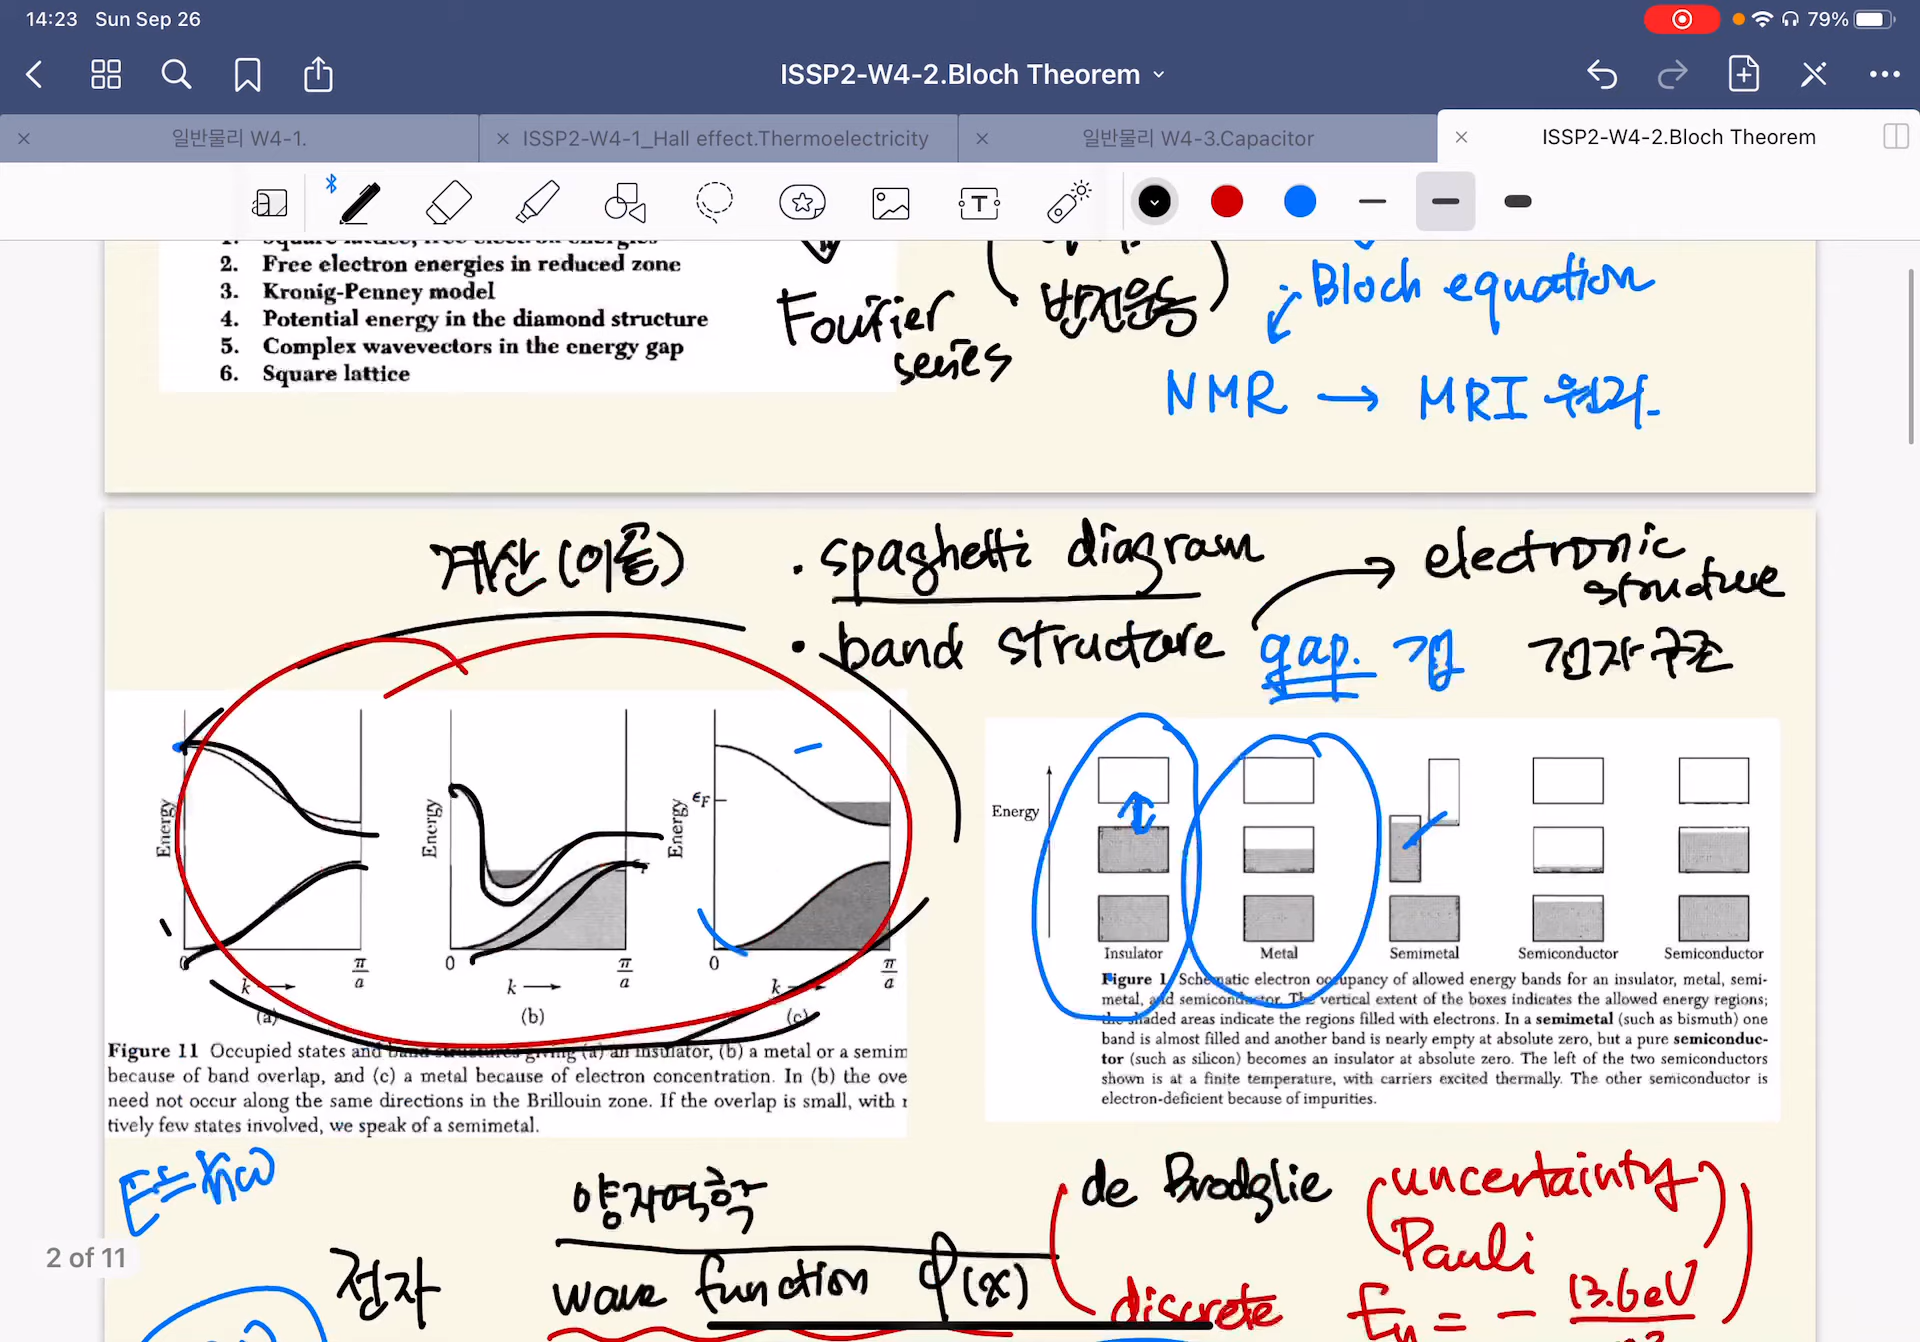 14:23 Sun Sep 26
79%
ISSP2-W4-2.Bloch Theorem
일반물리 W4-1.
ISSP2-W4-1_Hall effect.Thermoelectricity
일반물리 W4-3.Capacitor
ISSP2-W4-2.Bloch Theorem
1. Square lattice, free electron energies
2. Free electron energies in reduced zone
3. Kronig-Penney model
4. Potential energy in the diamond structure
5. Complex wavevectors in the energy gap
6. Square lattice
Fourier
series
Bloch equation
NMR → MRI 원리
계산(이론)
· spaghetti diagram
→ electronic
structure
· band structure gap. 갭 전자구조
Energy
0
k
π/a
(a)
Energy
0
k
π/a
(b)
Energy
ϵF
0
k
π/a
(c)
Figure 11 Occupied states and band structures giving (a) an insulator, (b) a metal or a semim
because of band overlap, and (c) a metal because of electron concentration. In (b) the ove
need not occur along the same directions in the Brillouin zone. If the overlap is small, with r
tively few states involved, we speak of a semimetal.
Energy
Insulator
Metal
Semimetal
Semiconductor
Semiconductor
Figure 1 Schematic electron occupancy of allowed energy bands for an insulator, metal, semi-
metal, and semiconductor. The vertical extent of the boxes indicates the allowed energy regions;
the shaded areas indicate the regions filled with electrons. In a semimetal (such as bismuth) one
band is almost filled and another band is nearly empty at absolute zero, but a pure semiconduc-
tor (such as silicon) becomes an insulator at absolute zero. The left of the two semiconductors
shown is at a finite temperature, with carriers excited thermally. The other semiconductor is
electron-deficient because of impurities.
E=ħω
양자역학
de Brodglie (uncertainty)
Pauli
전자
wave function φ(x)
discrete En = - 13.6eV
2 of 11